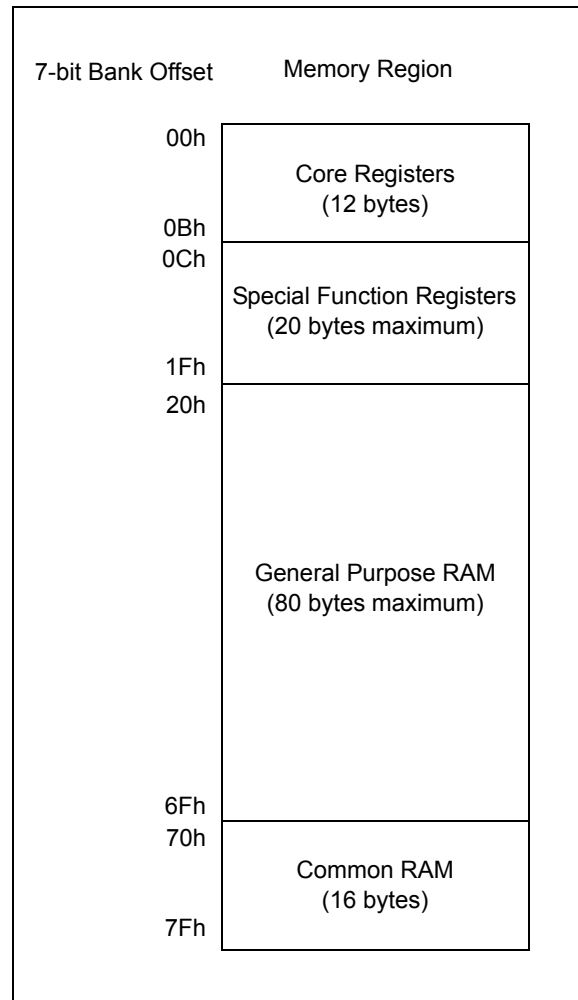 7-bit Bank Offset Memory Region
00h
Core Registers
(12 bytes)
0Bh
0Ch
Special Function Registers
(20 bytes maximum)
1Fh
20h
General Purpose RAM
(80 bytes maximum)
6Fh
70h
Common RAM
(16 bytes)
7Fh